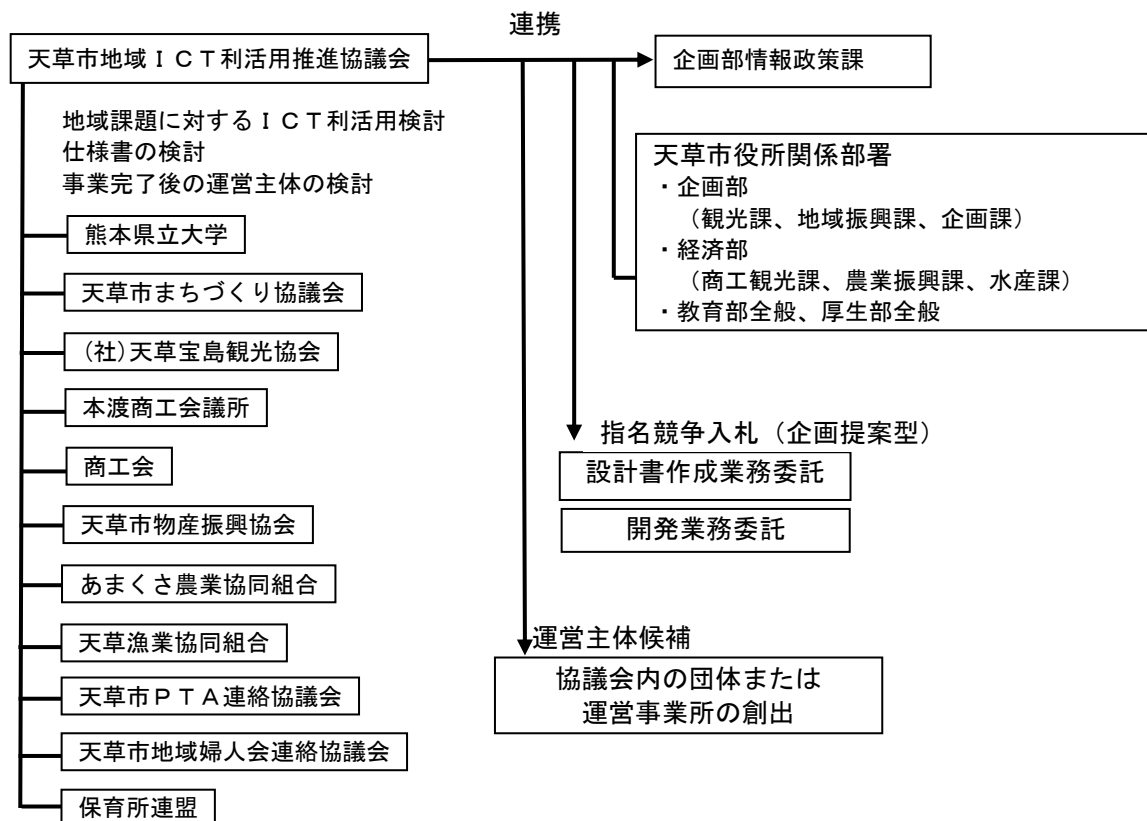 連携
天草市地域ＩＣＴ利活用推進協議会
企画部情報政策課
地域課題に対するＩＣＴ利活用検討
仕様書の検討
事業完了後の運営主体の検討
熊本県立大学
天草市まちづくり協議会
(社)天草宝島観光協会
本渡商工会議所
商工会
天草市物産振興協会
あまくさ農業協同組合
天草漁業協同組合
天草市ＰＴＡ連絡協議会
天草市地域婦人会連絡協議会
保育所連盟
天草市役所関係部署
・企画部
（観光課、地域振興課、企画課）
・経済部
（商工観光課、農業振興課、水産課）
・教育部全般、厚生部全般
指名競争入札（企画提案型）
設計書作成業務委託
開発業務委託
運営主体候補
協議会内の団体または
運営事業所の創出